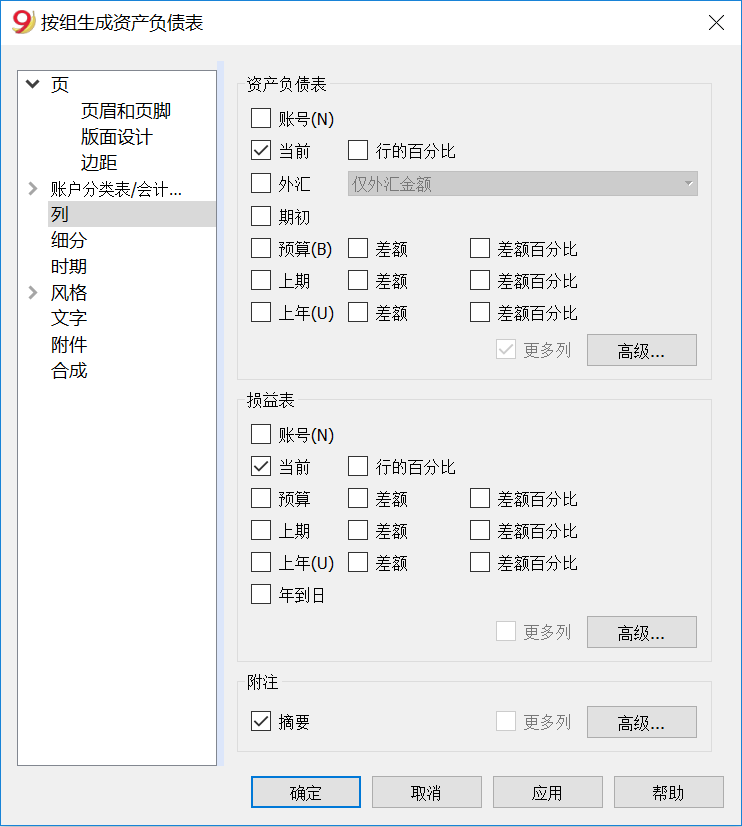 按组生成资产负债表
页
页眉和页脚
版面设计
边距
账户分类表/会计...
列
细分
时期
风格
文字
附件
合成
资产负债表
账号(N)
当前 行的百分比
外汇 仅外汇金额
期初
预算(B) 差额 差额百分比
上期 差额 差额百分比
上年(U) 差额 差额百分比
更多列 高级...
损益表
账号(N)
当前 行的百分比
预算 差额 差额百分比
上期 差额 差额百分比
上年(U) 差额 差额百分比
年到日
更多列 高级...
附注
摘要 更多列 高级...
确定 取消 应用 帮助